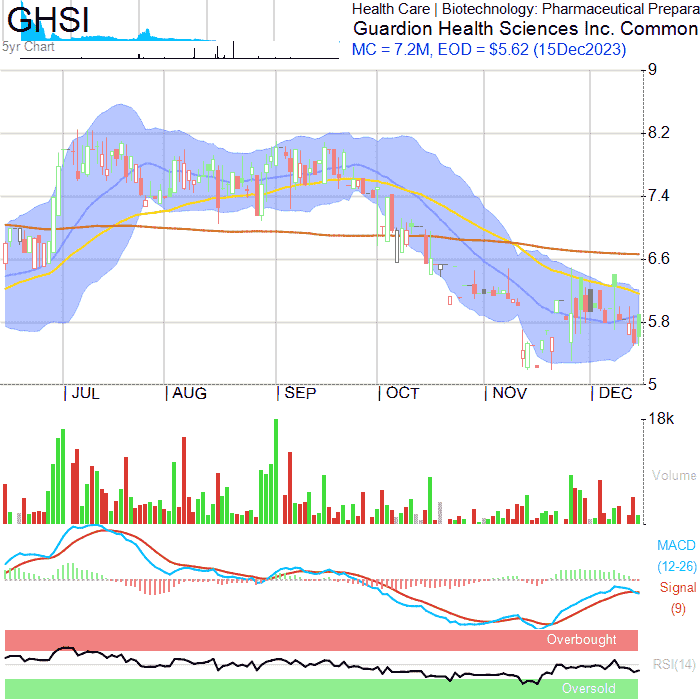 GHSI
Health Care | Biotechnology: Pharmaceutical Prepara
Guardion Health Sciences Inc. Common
5yr Chart
MC = 7.2M, EOD = $5.62 (15Dec2023)
9
8.2
7.4
6.6
5.8
5
JUL
AUG
SEP
OCT
NOV
DEC
18k
Volume
MACD
(12-26)
Signal
(9)
Overbought
RSI(14)
Oversold